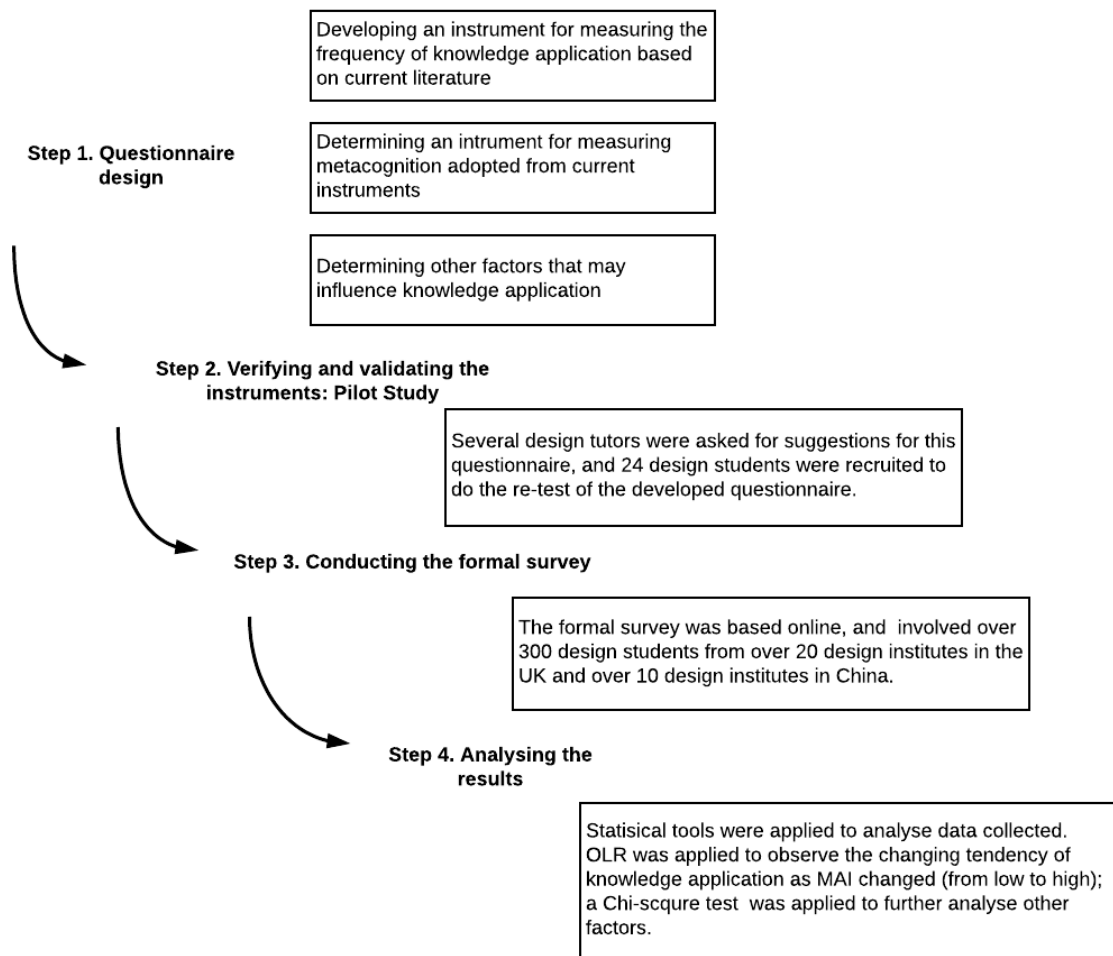 Developing an instrument for measuring the
frequency of knowledge application based
on current literature
Step 1. Questionnaire
design
Determining an intrument for measuring
metacognition adopted from current
instruments
Determining other factors that may
influence knowledge application
Step 2. Verifying and validating the
instruments: Pilot Study
Several design tutors were asked for suggestions for this
questionnaire, and 24 design students were recruited to
do the re-test of the developed questionnaire.
Step 3. Conducting the formal survey
The formal survey was based online, and  involved over
300 design students from over 20 design institutes in the
UK and over 10 design institutes in China.
Step 4. Analysing the
results
Statisical tools were applied to analyse data collected.
OLR was applied to observe the changing tendency of
knowledge application as MAI changed (from low to high);
a Chi-scqure test  was applied to further analyse other
factors.